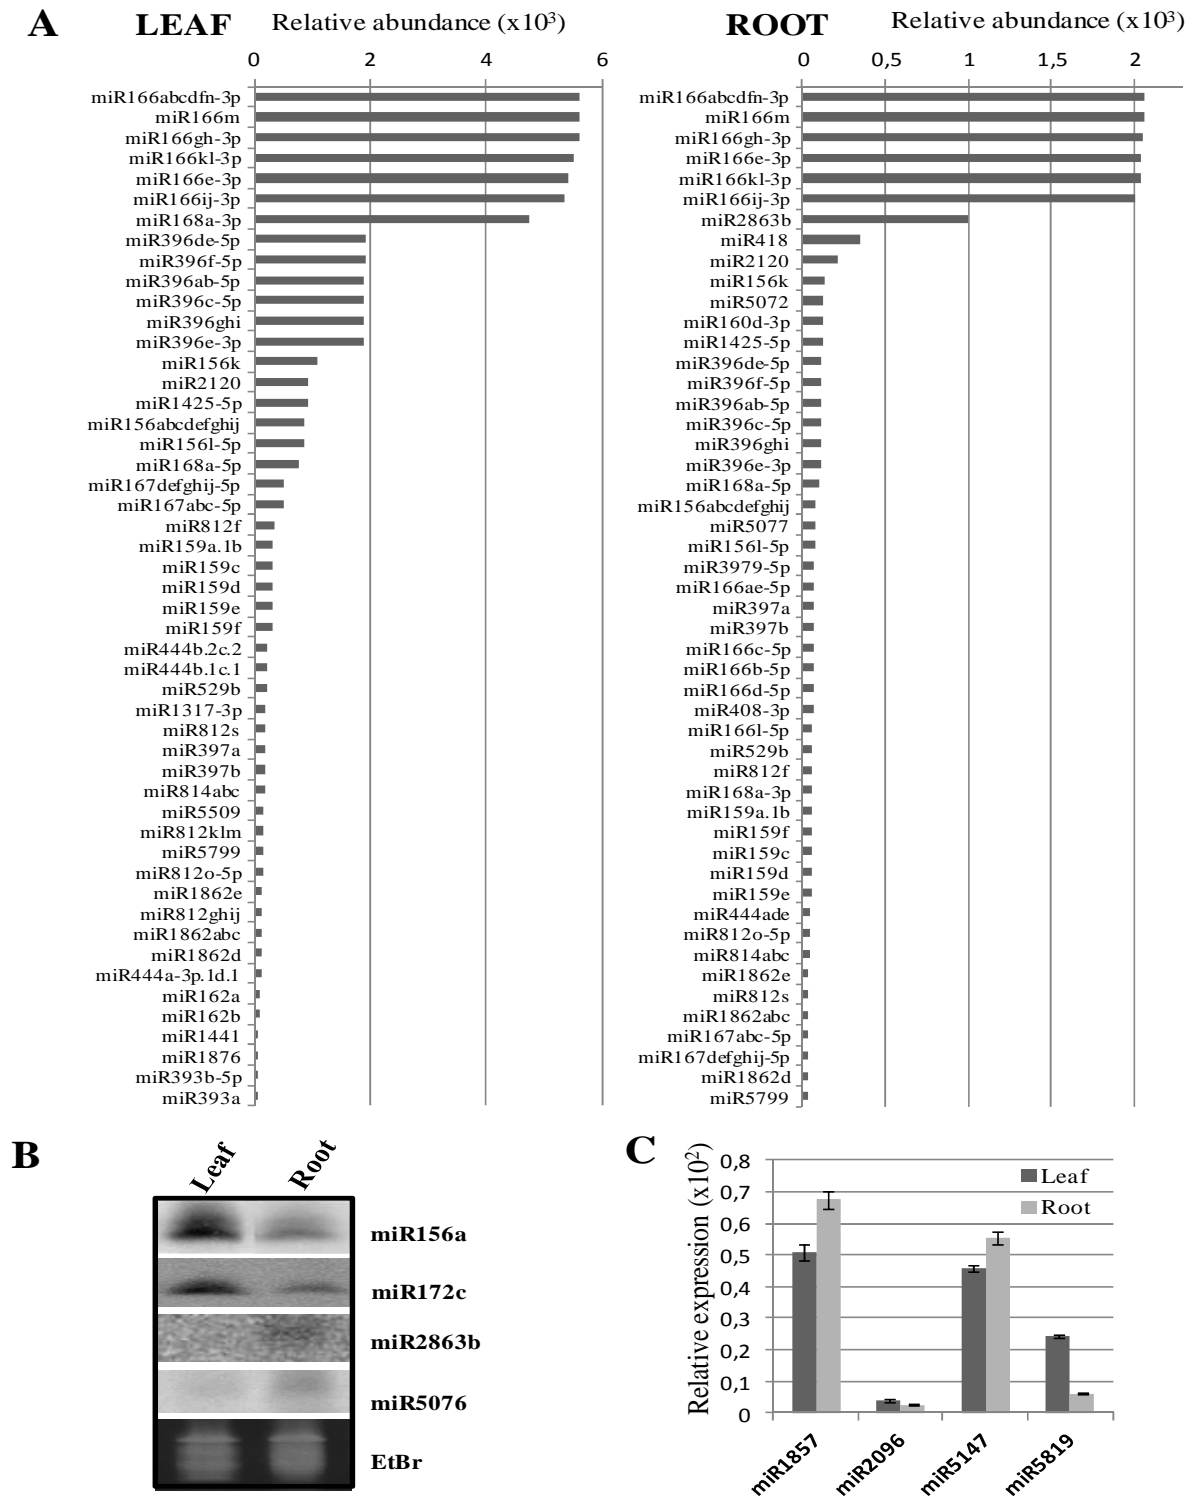 A
LEAF
Relative abundance (x10³)
0 2 4 6
miR166abcdfn-3p
miR166m
miR166gh-3p
miR166kl-3p
miR166e-3p
miR166ij-3p
miR168a-3p
miR396de-5p
miR396f-5p
miR396ab-5p
miR396c-5p
miR396ghi
miR396e-3p
miR156k
miR2120
miR1425-5p
miR156abcdefghij
miR156l-5p
miR168a-5p
miR167defghij-5p
miR167abc-5p
miR812f
miR159a.1b
miR159c
miR159d
miR159e
miR159f
miR444b.2c.2
miR444b.1c.1
miR529b
miR1317-3p
miR812s
miR397a
miR397b
miR814abc
miR5509
miR812klm
miR5799
miR812o-5p
miR1862e
miR812ghij
miR1862abc
miR1862d
miR444a-3p.1d.1
miR162a
miR162b
miR1441
miR1876
miR393b-5p
miR393a
ROOT
Relative abundance (x10³)
0 0,5 1 1,5 2
miR166abcdfn-3p
miR166m
miR166gh-3p
miR166e-3p
miR166kl-3p
miR166ij-3p
miR2863b
miR418
miR2120
miR156k
miR5072
miR160d-3p
miR1425-5p
miR396de-5p
miR396f-5p
miR396ab-5p
miR396c-5p
miR396ghi
miR396e-3p
miR168a-5p
miR156abcdefghij
miR5077
miR156l-5p
miR3979-5p
miR166ae-5p
miR397a
miR397b
miR166c-5p
miR166b-5p
miR166d-5p
miR408-3p
miR166l-5p
miR529b
miR812f
miR168a-3p
miR159a.1b
miR159f
miR159c
miR159d
miR159e
miR444ade
miR812o-5p
miR814abc
miR1862e
miR812s
miR1862abc
miR167abc-5p
miR167defghij-5p
miR1862d
miR5799
B
Leaf
Root
miR156a
miR172c
miR2863b
miR5076
EtBr
C
Relative expression (x10²)
0,8
0,7
0,6
0,5
0,4
0,3
0,2
0,1
0
Leaf
Root
miR1857
miR2096
miR5147
miR5819